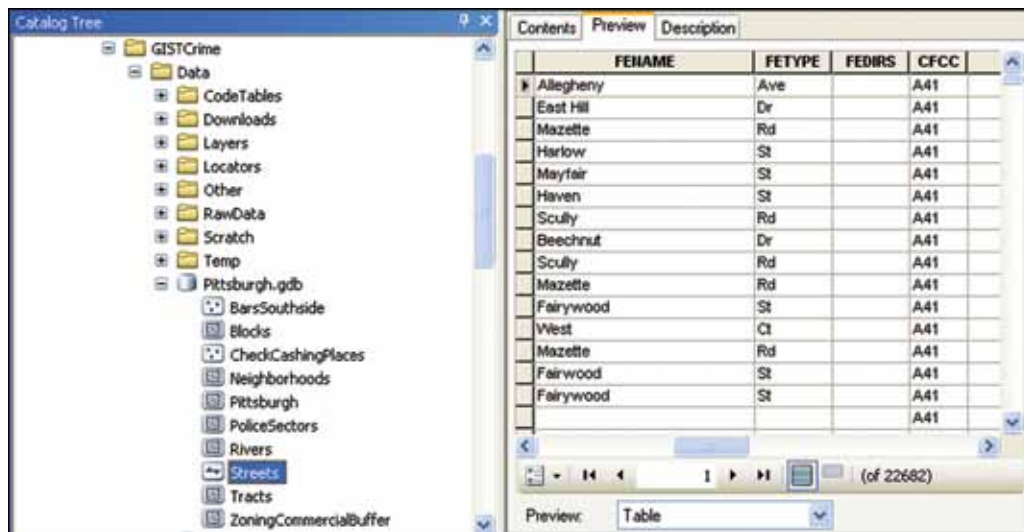 Catalog Tree
GISTCrime
Data
CodeTables
Downloads
Layers
Locators
Other
RawData
Scratch
Temp
Pittsburgh.gdb
BarsSouthside
Blocks
CheckCashingPlaces
Neighborhoods
Pittsburgh
PoliceSectors
Rivers
Streets
Tracts
ZoningCommercialBuffer
Contents Preview Description
FENAME FETYPE FEDIRS CFCC
Allegheny Ave A41
East Hill Dr A41
Mazette Rd A41
Harlow St A41
Mayfair St A41
Haven St A41
Scully Rd A41
Beechnut Dr A41
Scully Rd A41
Mazette Rd A41
Fairywood St A41
West Ct A41
Mazette Rd A41
Fairwood St A41
Fairywood St A41
A41
1 (of 22682)
Preview: Table